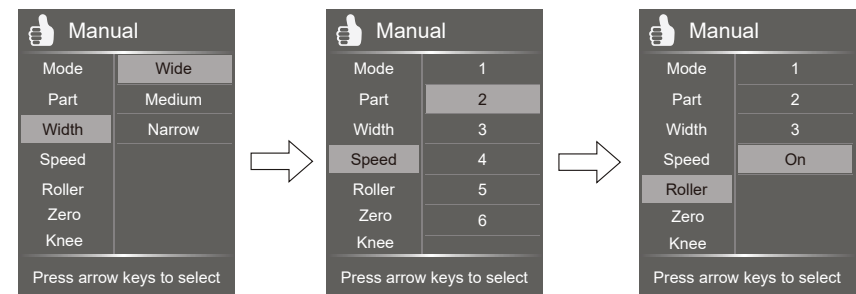 Manual
Mode Wide
Part Medium
Width Narrow
Speed
Roller
Zero
Knee
Press arrow keys to select
Manual
Mode 1
Part 2
Width 3
Speed 4
Roller 5
Zero 6
Knee
Press arrow keys to select
Manual
Mode 1
Part 2
Width 3
Speed On
Roller
Zero
Knee
Press arrow keys to select